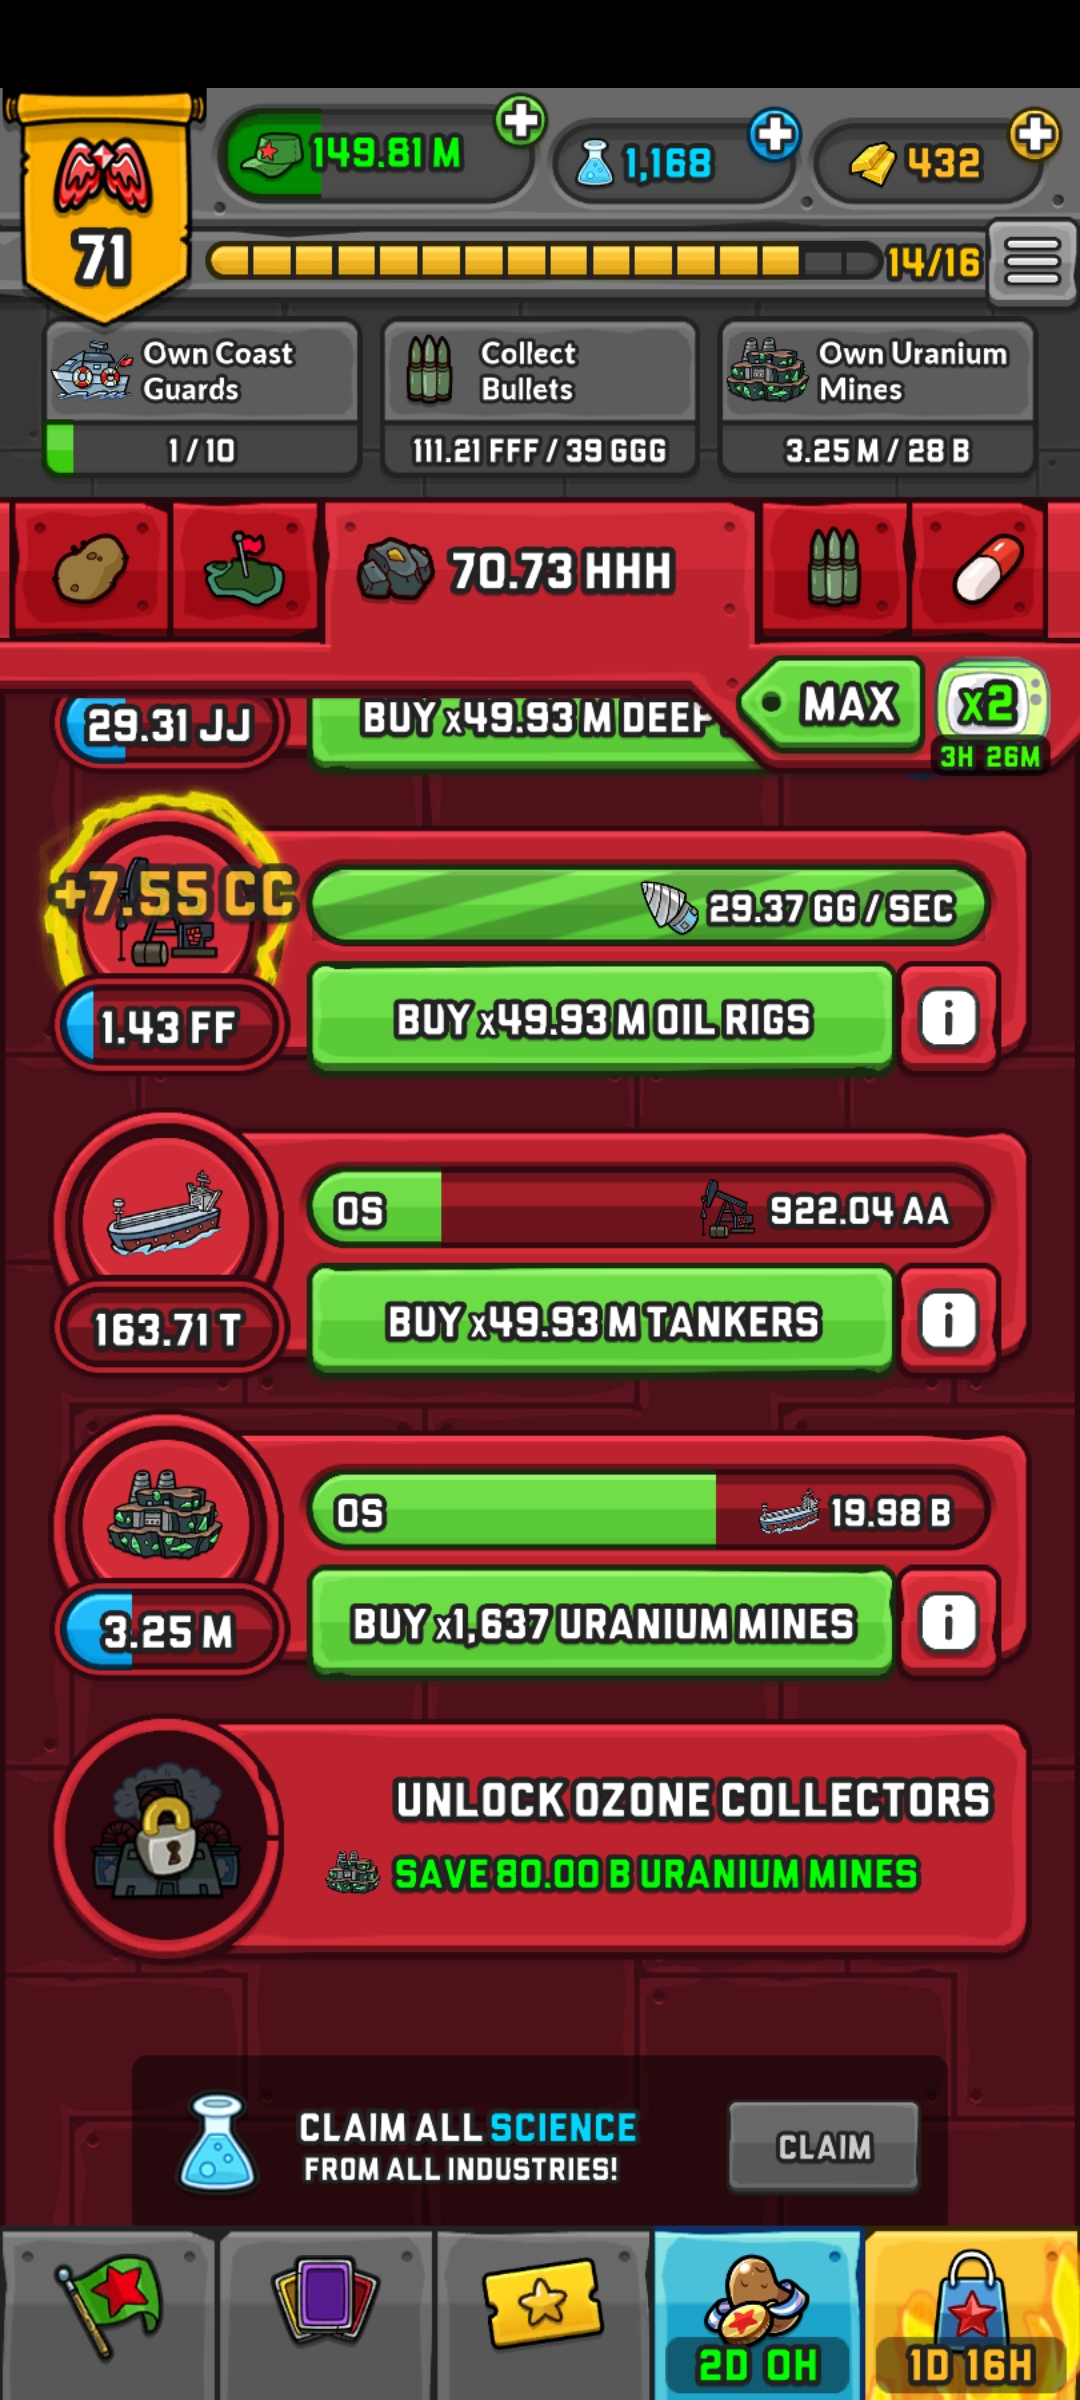 149.81 M
1,168
432
71
14/16
Own Coast
Guards
1 / 10
Collect
Bullets
111.21 FFF / 39 GGG
Own Uranium
Mines
3.25 M / 28 B
70.73 HHH
MAX
x2
3H 26M
29.31 JJ
BUY x49.93 M DEEP
+7.55 CC
29.37 GG / SEC
1.43 FF
BUY x49.93 M OIL RIGS
i
0S
922.04 AA
163.71 T
BUY x49.93 M TANKERS
i
0S
19.98 B
3.25 M
BUY x1,637 URANIUM MINES
i
UNLOCK OZONE COLLECTORS
SAVE 80.00 B URANIUM MINES
CLAIM ALL SCIENCE
FROM ALL INDUSTRIES!
CLAIM
2D 0H
1D 16H